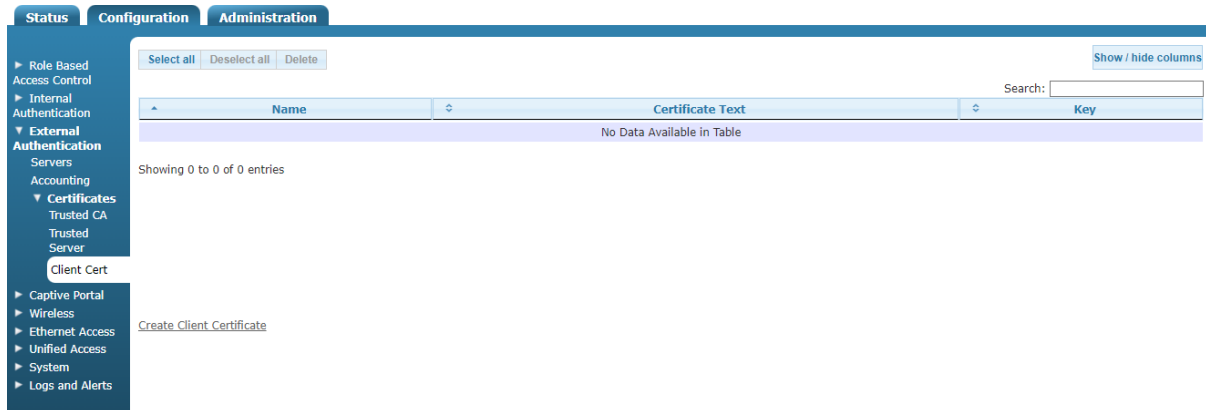 Status Configuration Administration
Role Based
Access Control
Internal
Authentication
External
Authentication
Servers
Accounting
Certificates
Trusted CA
Trusted
Server
Client Cert
Captive Portal
Wireless
Ethernet Access
Unified Access
System
Logs and Alerts
Select all Deselect all Delete
Show / hide columns
Search:
Name Certificate Text Key
No Data Available in Table
Showing 0 to 0 of 0 entries
Create Client Certificate